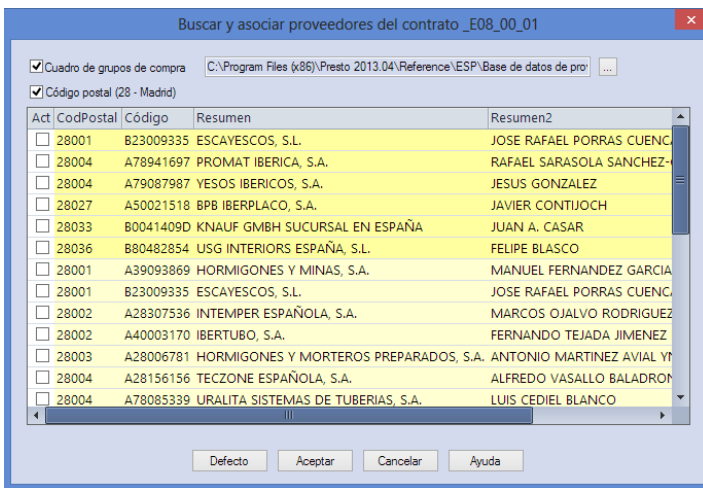 Buscar y asociar proveedores del contrato _E08_00_01
x
Cuadro de grupos de compra C:\Program Files (x86)\Presto 2013.04\Reference\ESP\Base de datos de pro ...
Código postal (28 - Madrid)
Act CodPostal Código Resumen Resumen2
28001 B23009335 ESCAYESCOS, S.L. JOSE RAFAEL PORRAS CUENCA
28004 A78941697 PROMAT IBERICA, S.A. RAFAEL SARASOLA SANCHEZ-
28004 A79087987 YESOS IBERICOS, S.A. JESUS GONZALEZ
28027 A50021518 BPB IBERPLACO, S.A. JAVIER CONTIJOCH
28033 B0041409D KNAUF GMBH SUCURSAL EN ESPAÑA JUAN A. CASAR
28036 B80482854 USG INTERIORS ESPAÑA, S.L. FELIPE BLASCO
28001 A39093869 HORMIGONES Y MINAS, S.A. MANUEL FERNANDEZ GARCIA
28001 B23009335 ESCAYESCOS, S.L. JOSE RAFAEL PORRAS CUENCA
28002 A28307536 INTEMPER ESPAÑOLA, S.A. MARCOS OJALVO RODRIGUEZ
28002 A40003170 IBERTUBO, S.A. FERNANDO TEJADA JIMENEZ
28003 A28006781 HORMIGONES Y MORTEROS PREPARADOS, S.A. ANTONIO MARTINEZ AVIAL
28004 A28156156 TECZONE ESPAÑOLA, S.A. ALFREDO VASALLO BALADRON
28004 A78085339 URALITA SISTEMAS DE TUBERIAS, S.A. LUIS CEDIEL BLANCO
Defecto Aceptar Cancelar Ayuda